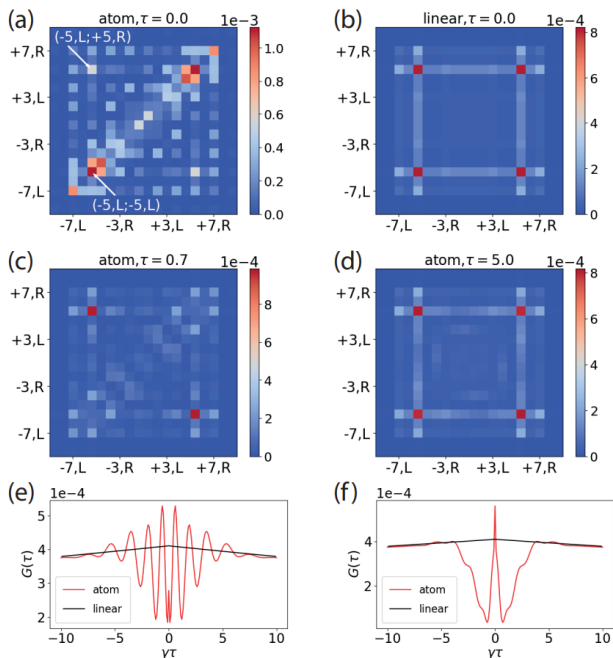 (a)
atom, τ = 0.0
1e−3
(-5,L;+5,R)
+7,R
+3,L
-3,R
-7,L
(-5,L;-5,L)
-7,L -3,R +3,L +7,R
1.0
0.8
0.6
0.4
0.2
0.0
(b)
linear, τ = 0.0
1e−4
+7,R
+3,L
-3,R
-7,L
-7,L -3,R +3,L +7,R
8
6
4
2
0
(c)
atom, τ = 0.7
1e−4
+7,R
+3,L
-3,R
-7,L
-7,L -3,R +3,L +7,R
8
6
4
2
0
(d)
atom, τ = 5.0
1e−4
+7,R
+3,L
-3,R
-7,L
-7,L -3,R +3,L +7,R
8
6
4
2
0
(e)
1e−4
5
4
3
2
G(τ)
atom
linear
−10 −5 0 5 10
γτ
(f)
1e−4
4
2
G(τ)
atom
linear
−10 −5 0 5 10
γτ